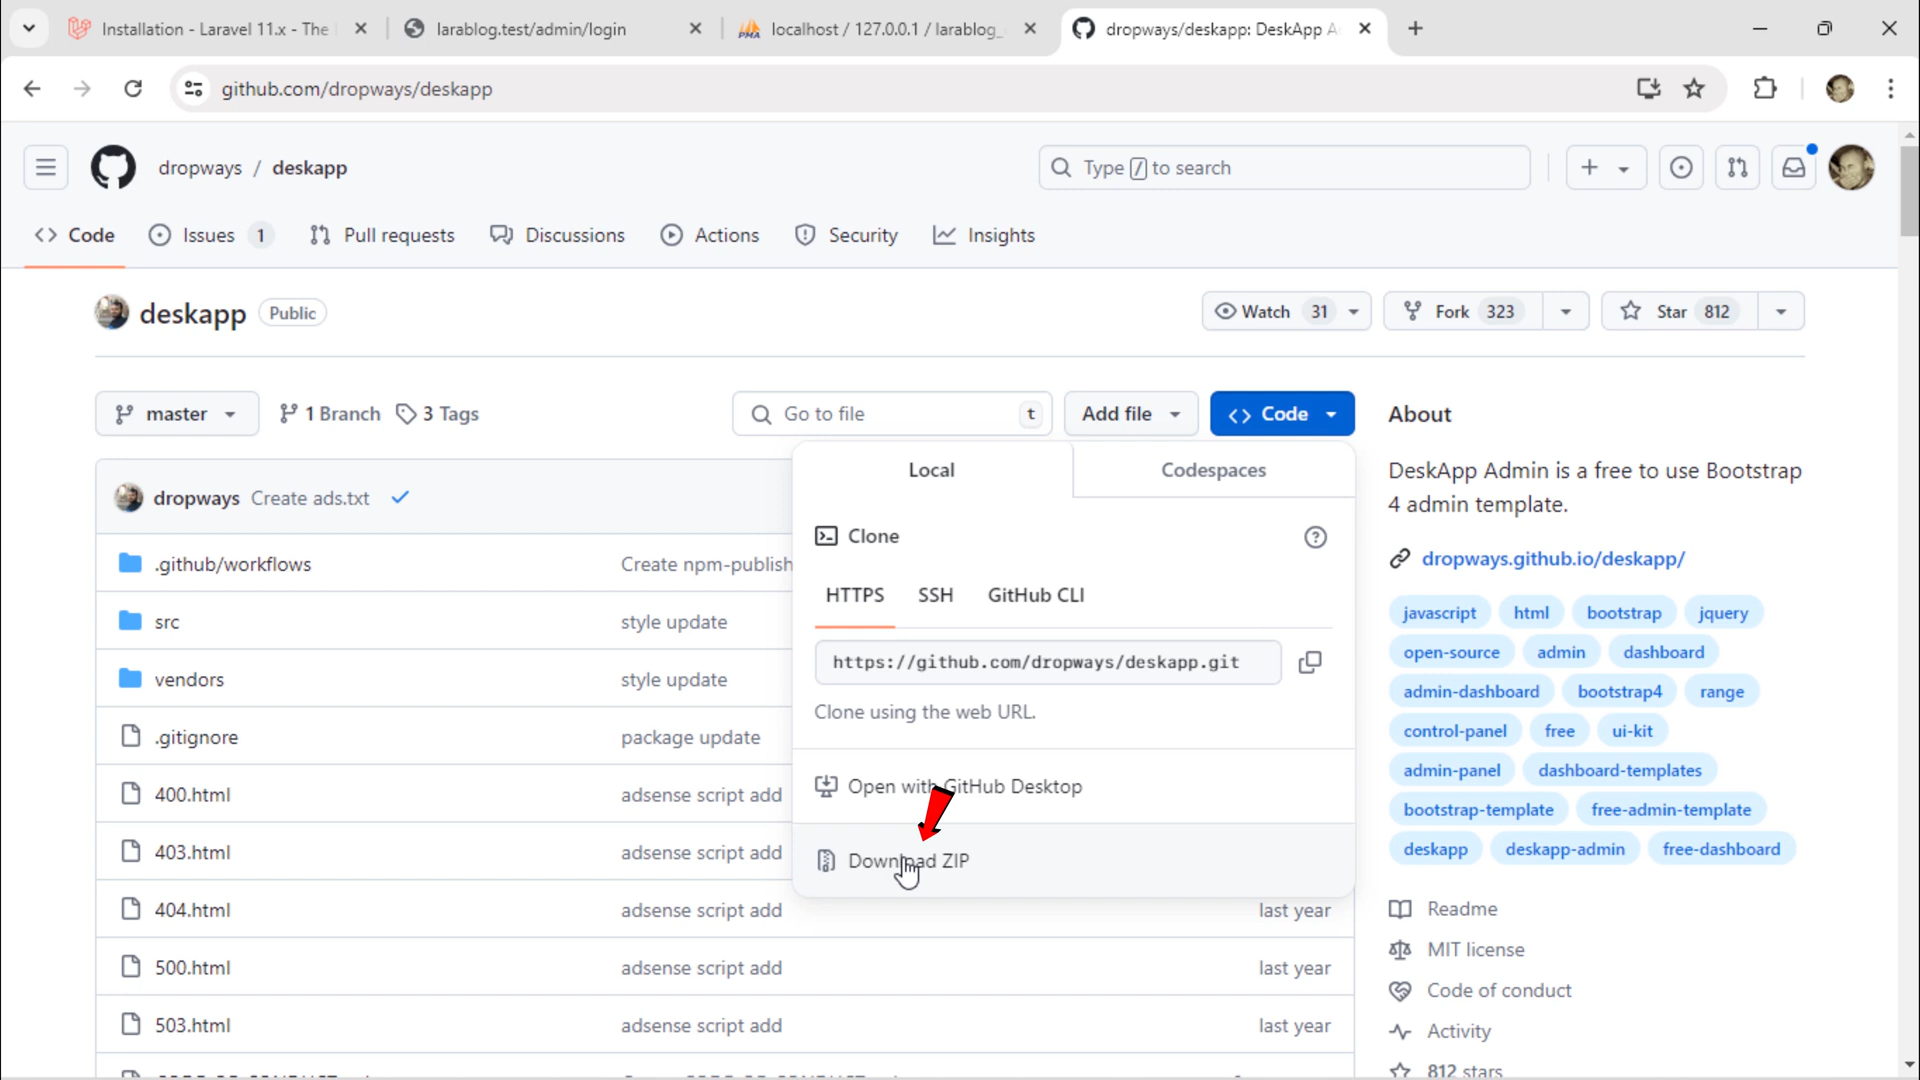 Installation - Laravel 11.x - The
larablog.test/admin/login
localhost / 127.0.0.1 / larablog_
dropways/deskapp: DeskApp A
github.com/dropways/deskapp
dropways / deskapp
Type / to search
Code
Issues 1
Pull requests
Discussions
Actions
Security
Insights
deskapp Public
Watch 31
Fork 323
Star 812
master
1 Branch
3 Tags
Go to file t
Add file
Code
dropways Create ads.txt
.github/workflows Create npm-publish
src style update
vendors style update
.gitignore package update
400.html adsense script add
403.html adsense script add
404.html adsense script add last year
500.html adsense script add last year
503.html adsense script add last year
Local
Codespaces
Clone
HTTPS SSH GitHub CLI
https://github.com/dropways/deskapp.git
Clone using the web URL.
Open with GitHub Desktop
Download ZIP
About
DeskApp Admin is a free to use Bootstrap
4 admin template.
dropways.github.io/deskapp/
javascript html bootstrap jquery
open-source admin dashboard
admin-dashboard bootstrap4 range
control-panel free ui-kit
admin-panel dashboard-templates
bootstrap-template free-admin-template
deskapp deskapp-admin free-dashboard
Readme
MIT license
Code of conduct
Activity
812 stars